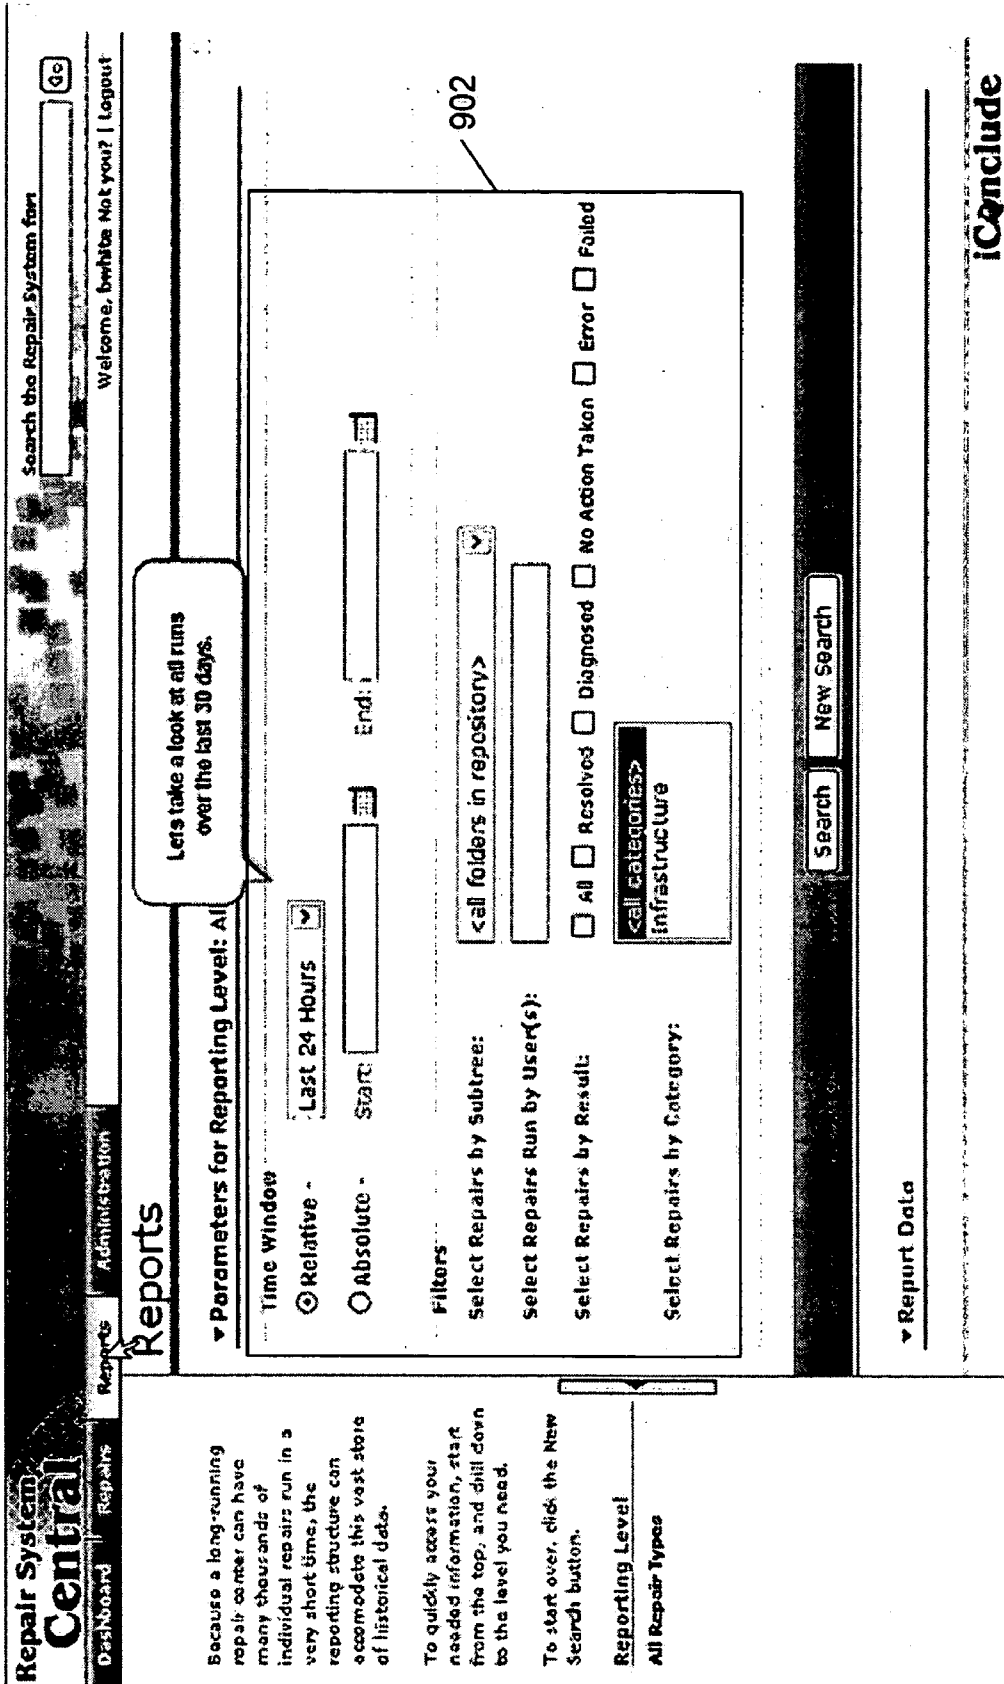 Repair System
Central
Search the Repair System for:
Go
Dashboard Repairs Reports Administration
Welcome, bwhite Not you? | Logout
Because a long-running
repair center can have
many thousands of
individual repairs run in a
very short time, the
reporting structure can
accomodate this vast store
of historical data.
To quickly access your
needed information, start
from the top, and drill down
to the level you need.
To start over, click the New
Search button.
Reporting Level
All Repair Types
Reports
Lets take a look at all runs
over the last 30 days.
Parameters for Reporting Level: Al
Time Window
Relative - Last 24 Hours
Absolute - Start: End:
Filters
Select Repairs by Subtree: <all folders in repository>
Select Repairs Run by User(s):
Select Repairs by Result: All Resolved Diagnosed No Action Taken Error Failed
Select Repairs by Category: <all categories>
Infrastructure
902
Search New Search
Report Data
iConclude